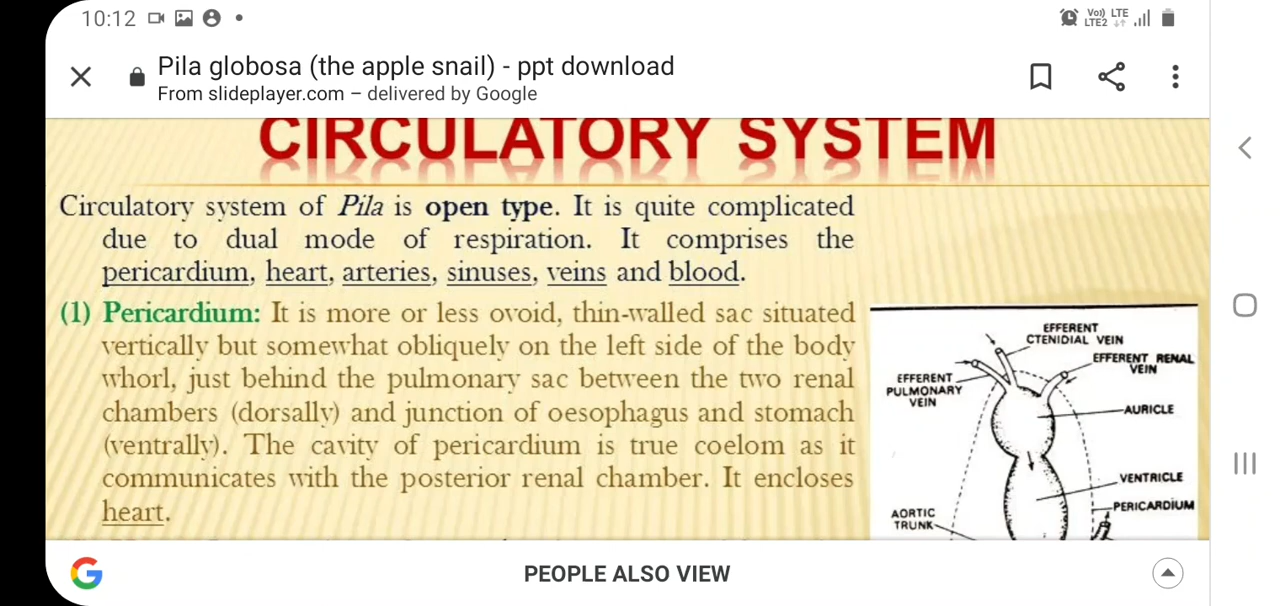 10:12
Vo)) LTE
LTE2
Pila globosa (the apple snail) - ppt download
From slideplayer.com – delivered by Google
CIRCULATORY SYSTEM
Circulatory system of Pila is open type. It is quite complicated
due to dual mode of respiration. It comprises the
pericardium, heart, arteries, sinuses, veins and blood.
(1) Pericardium: It is more or less ovoid, thin-walled sac situated
vertically but somewhat obliquely on the left side of the body
whorl, just behind the pulmonary sac between the two renal
chambers (dorsally) and junction of oesophagus and stomach
(ventrally). The cavity of pericardium is true coelom as it
communicates with the posterior renal chamber. It encloses
heart.
EFFERENT
CTENIDIAL VEIN
EFFERENT RENAL
VEIN
EFFERENT
PULMONARY
VEIN
AURICLE
VENTRICLE
PERICARDIUM
AORTIC
TRUNK
PEOPLE ALSO VIEW